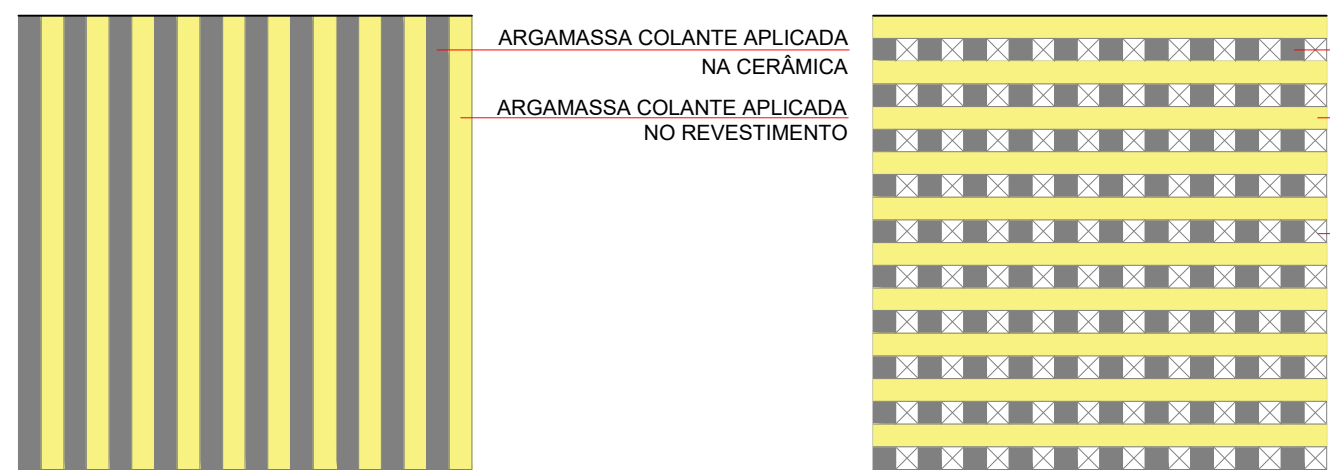 ARGAMASSA COLANTE APLICADA
NA CERÂMICA
ARGAMASSA COLANTE APLICADA
NO REVESTIMENTO